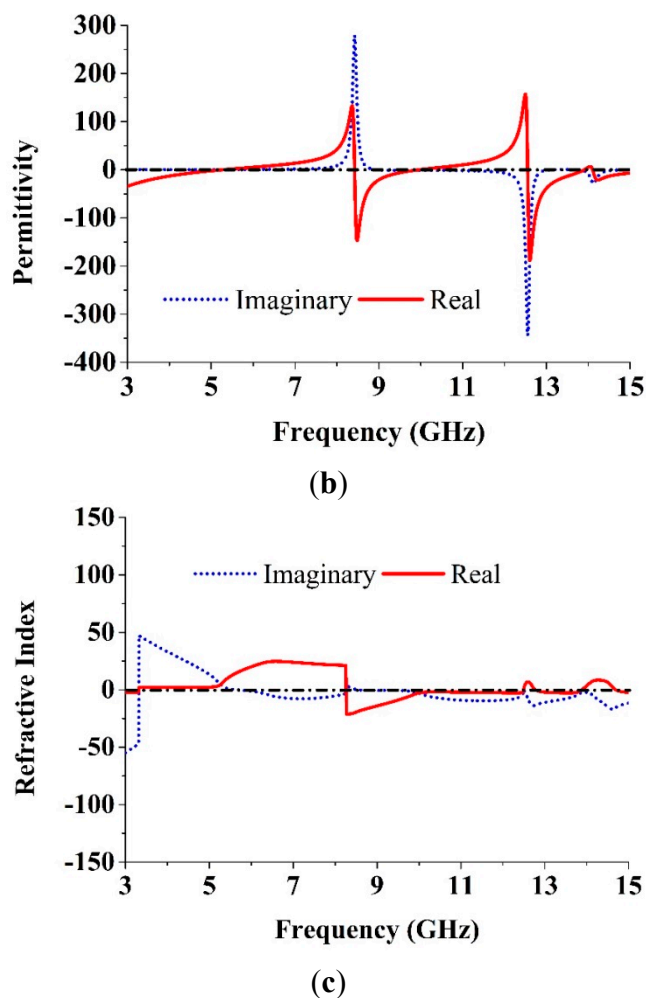 300
200
100
0
-100
-200
-300
-400
Permittivity
Imaginary Real
3 5 7 9 11 13 15
Frequency (GHz)
(b)
150
100
50
0
-50
-100
-150
Refractive Index
Imaginary Real
3 5 7 9 11 13 15
Frequency (GHz)
(c)